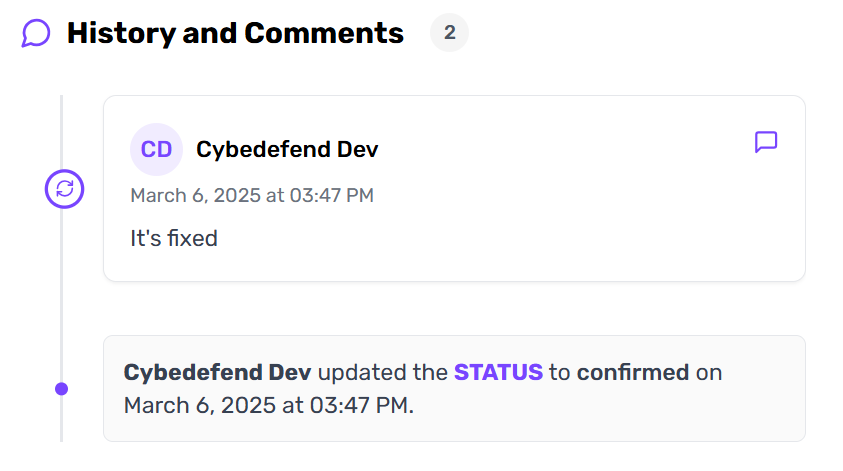 History and Comments 2
CD Cybedefend Dev
March 6, 2025 at 03:47 PM
It's fixed
Cybedefend Dev updated the STATUS to confirmed on
March 6, 2025 at 03:47 PM.